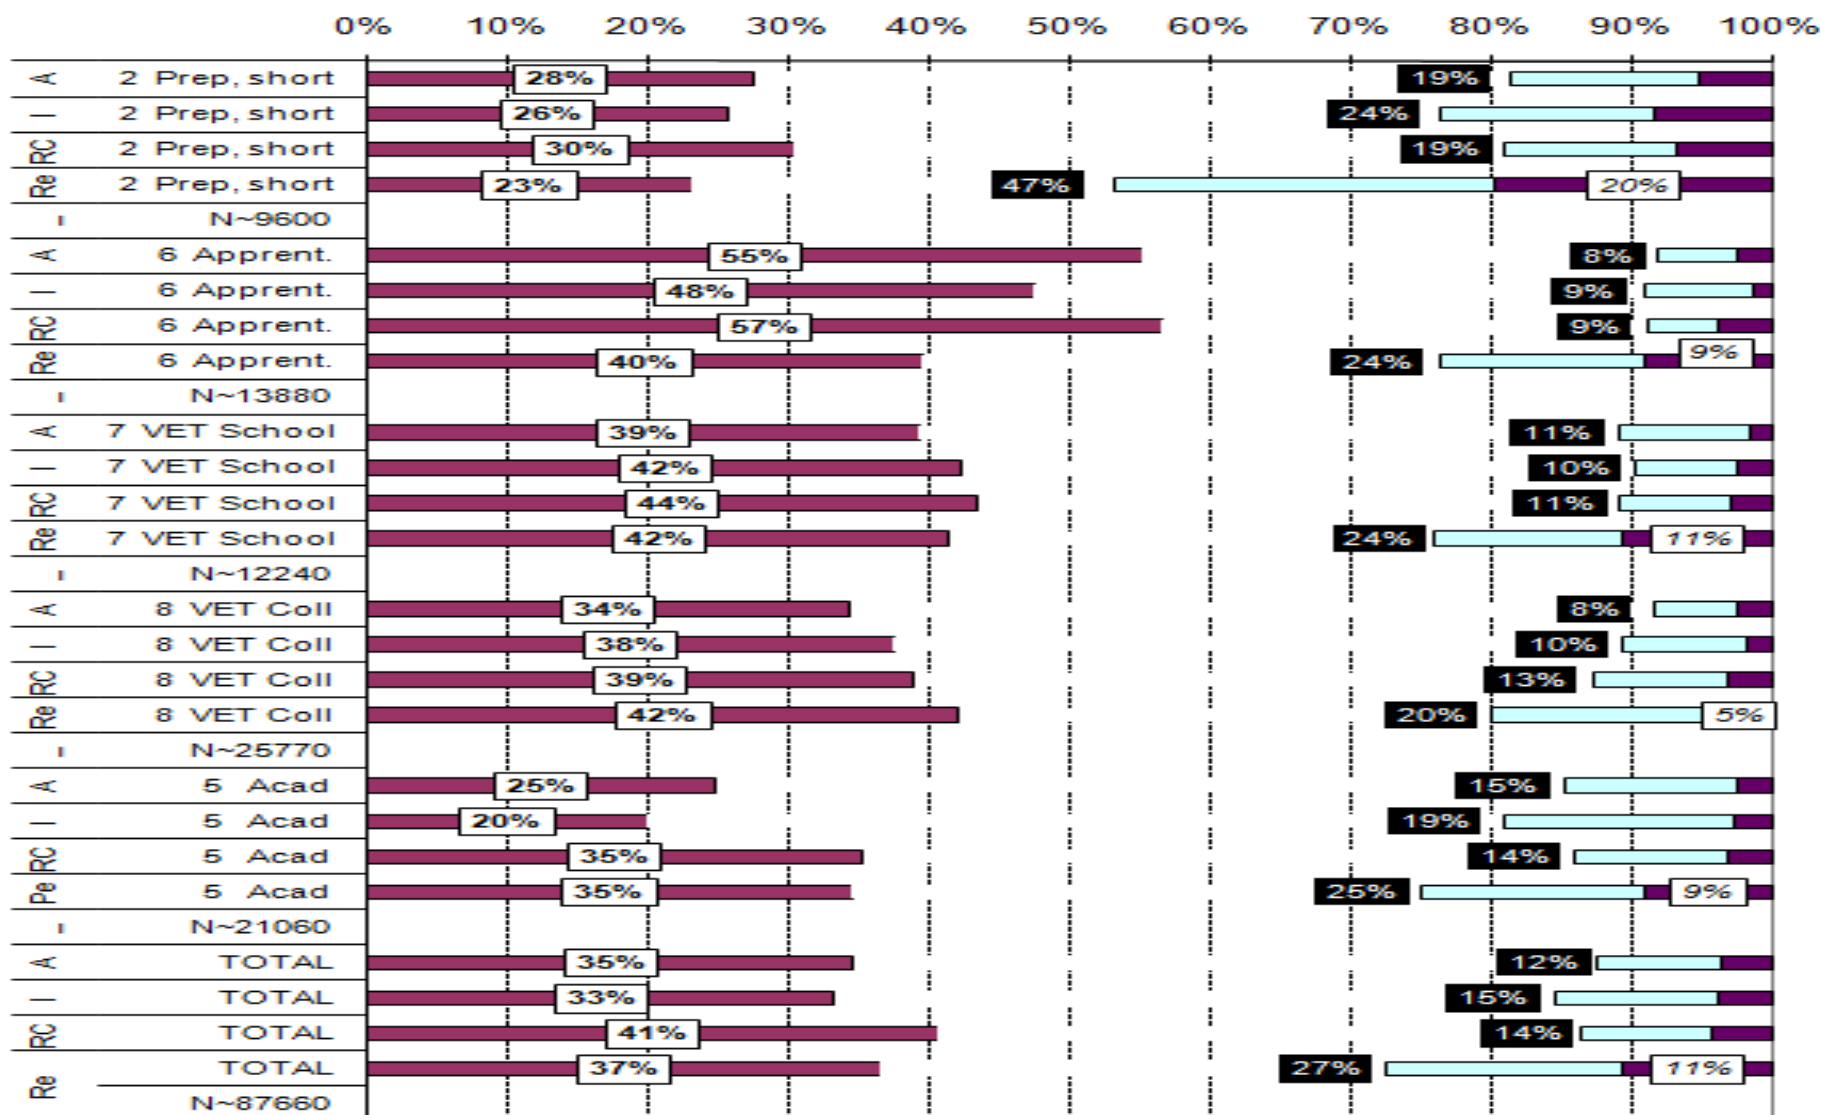 0% 10% 20% 30% 40% 50% 60% 70% 80% 90% 100%
A 2 Prep, short 28% 19%
I 2 Prep, short 26% 24%
RC 2 Prep, short 30% 19%
Re 2 Prep, short 23% 47% 20%
N~9600
A 6 Apprent. 55% 8%
I 6 Apprent. 48% 9%
RC 6 Apprent. 57% 9%
Re 6 Apprent. 40% 24% 9%
N~13880
A 7 VET School 39% 11%
I 7 VET School 42% 10%
RC 7 VET School 44% 11%
Re 7 VET School 42% 24% 11%
N~12240
A 8 VET Coll 34% 8%
I 8 VET Coll 38% 10%
RC 8 VET Coll 39% 13%
Re 8 VET Coll 42% 20% 5%
N~25770
A 5 Acad 25% 15%
I 5 Acad 20% 19%
RC 5 Acad 35% 14%
Pe 5 Acad 35% 25% 9%
N~21060
A TOTAL 35% 12%
I TOTAL 33% 15%
RC TOTAL 41% 14%
Re TOTAL 37% 27% 11%
N~87660